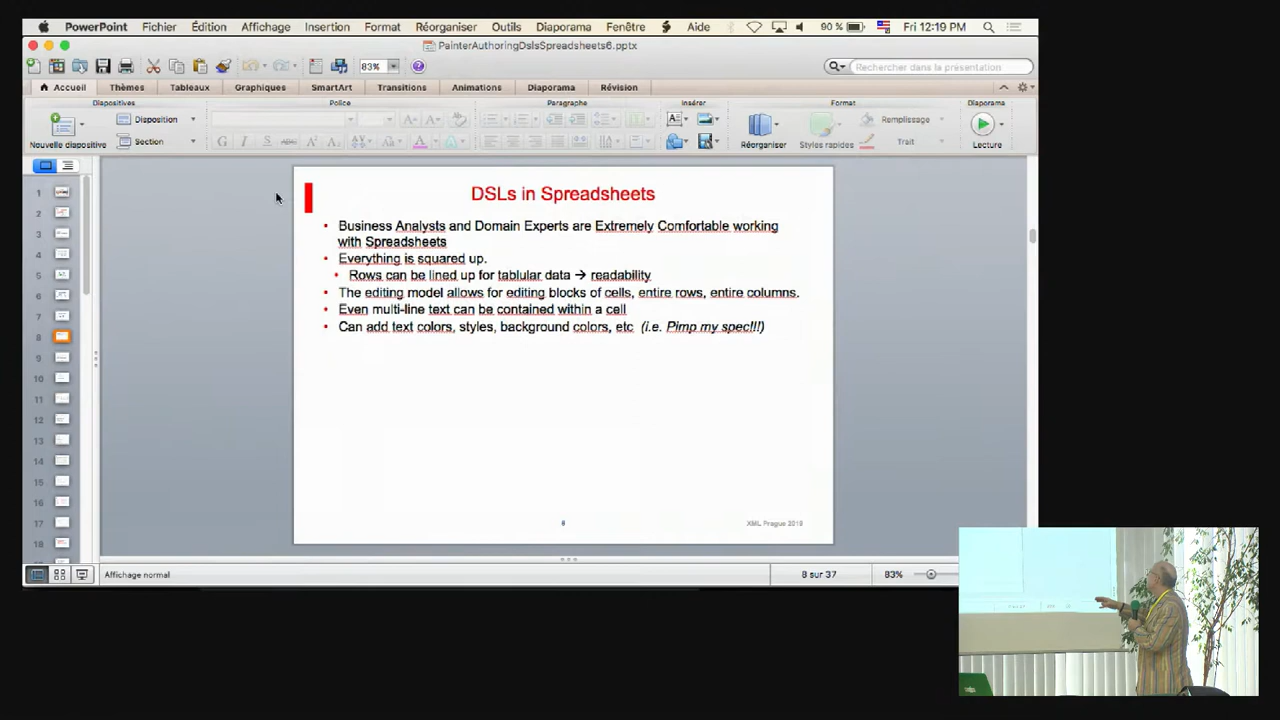 PowerPoint Fichier Édition Affichage Insertion Format Réorganiser Outils Diaporama Fenêtre Aide 90 % Fri 12:19 PM
PainterAuthoringDslsSpreadsheets6.pptx
83% Rechercher dans la présentation
Accueil Thèmes Tableaux Graphiques SmartArt Transitions Animations Diaporama Révision
Diapositives Police Paragraphe Insérer Format Diaporama
Disposition Remplissage
Nouvelle diapositive Section Réorganiser Styles rapides Trait Lecture
DSLs in Spreadsheets
• Business Analysts and Domain Experts are Extremely Comfortable working
with Spreadsheets
• Everything is squared up.
• Rows can be lined up for tablular data → readability
• The editing model allows for editing blocks of cells, entire rows, entire columns.
• Even multi-line text can be contained within a cell
• Can add text colors, styles, background colors, etc (i.e. Pimp my spec!!!)
8 XML Prague 2019
1
2
3
4
5
6
7
8
9
10
11
12
13
14
15
16
17
18
Affichage normal 8 sur 37 83%